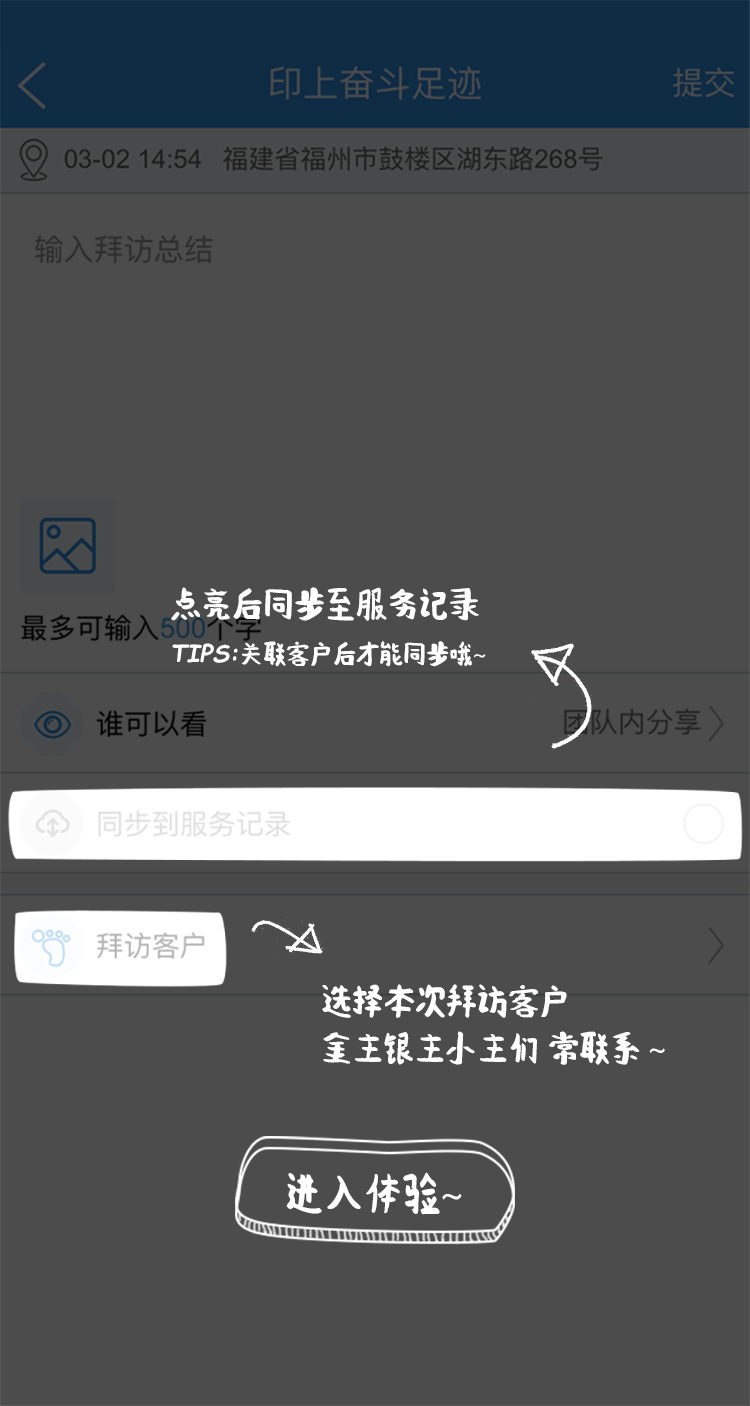 印上奋斗足迹
提交
03-02 14:54 福建省福州市鼓楼区湖东路268号
输入拜访总结
点亮后同步至服务记录
最多可输入500个字
TIPS:关联客户后才能同步哦~
谁可以看
团队内分享
同步到服务记录
拜访客户
选择本次拜访客户
金主银主小主们 常联系~
进入体验~